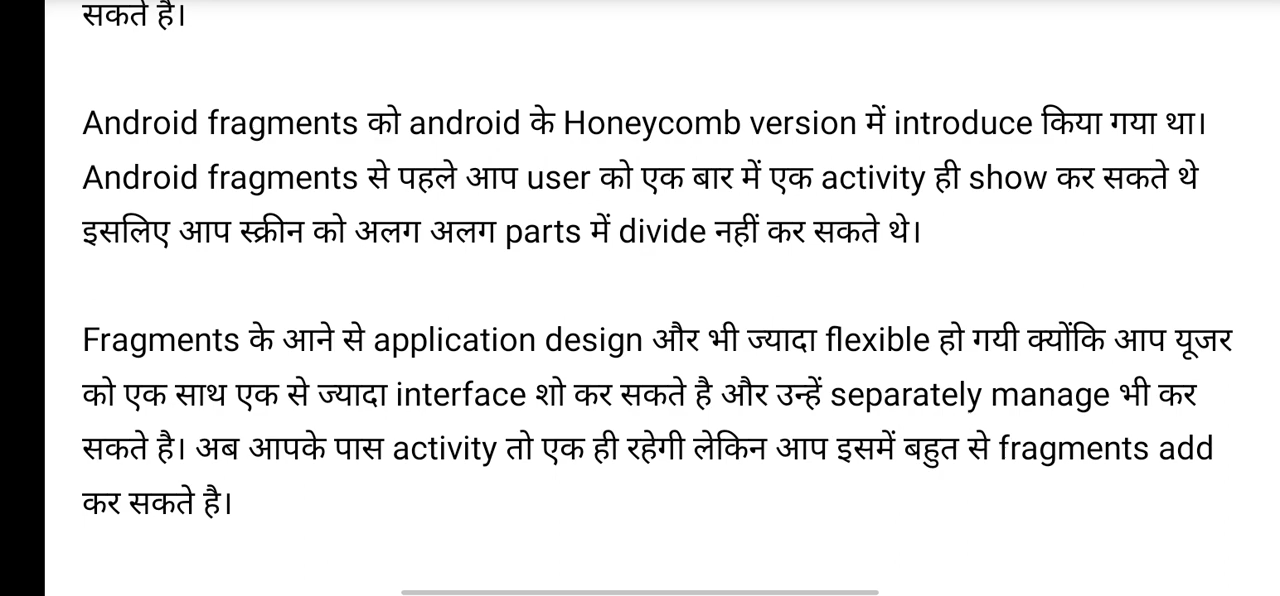 सकते है।
Android fragments को android के Honeycomb version में introduce किया गया था।
Android fragments से पहले आप user को एक बार में एक activity ही show कर सकते थे
इसलिए आप स्क्रीन को अलग अलग parts में divide नहीं कर सकते थे।
Fragments के आने से application design और भी ज्यादा flexible हो गयी क्योंकि आप यूजर
को एक साथ एक से ज्यादा interface शो कर सकते है और उन्हें separately manage भी कर
सकते है। अब आपके पास activity तो एक ही रहेगी लेकिन आप इसमें बहुत से fragments add
कर सकते है।